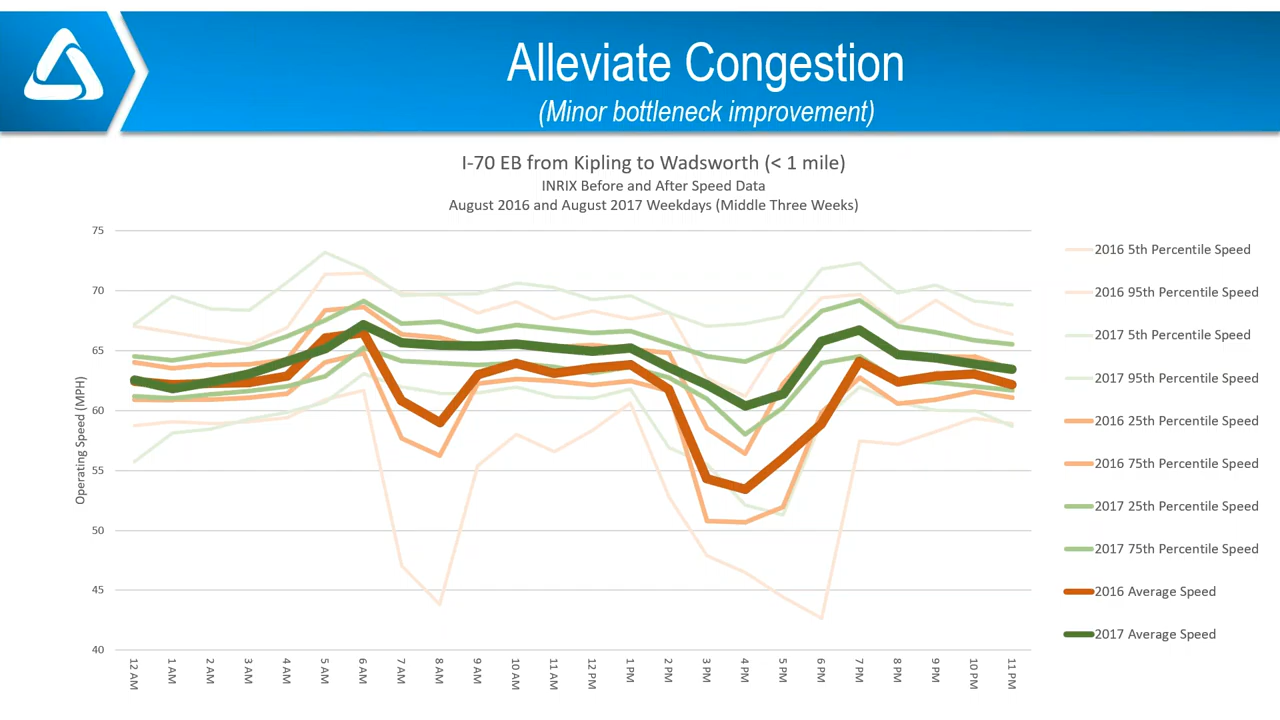 Alleviate Congestion
(Minor bottleneck improvement)
I-70 EB from Kipling to Wadsworth (< 1 mile)
INRIX Before and After Speed Data
August 2016 and August 2017 Weekdays (Middle Three Weeks)
Operating Speed (MPH)
75
70
65
60
55
50
45
40
12 AM
1 AM
2 AM
3 AM
4 AM
5 AM
6 AM
7 AM
8 AM
9 AM
10 AM
11 AM
12 PM
1 PM
2 PM
3 PM
4 PM
5 PM
6 PM
7 PM
8 PM
9 PM
10 PM
11 PM
2016 5th Percentile Speed
2016 95th Percentile Speed
2017 5th Percentile Speed
2017 95th Percentile Speed
2016 25th Percentile Speed
2016 75th Percentile Speed
2017 25th Percentile Speed
2017 75th Percentile Speed
2016 Average Speed
2017 Average Speed